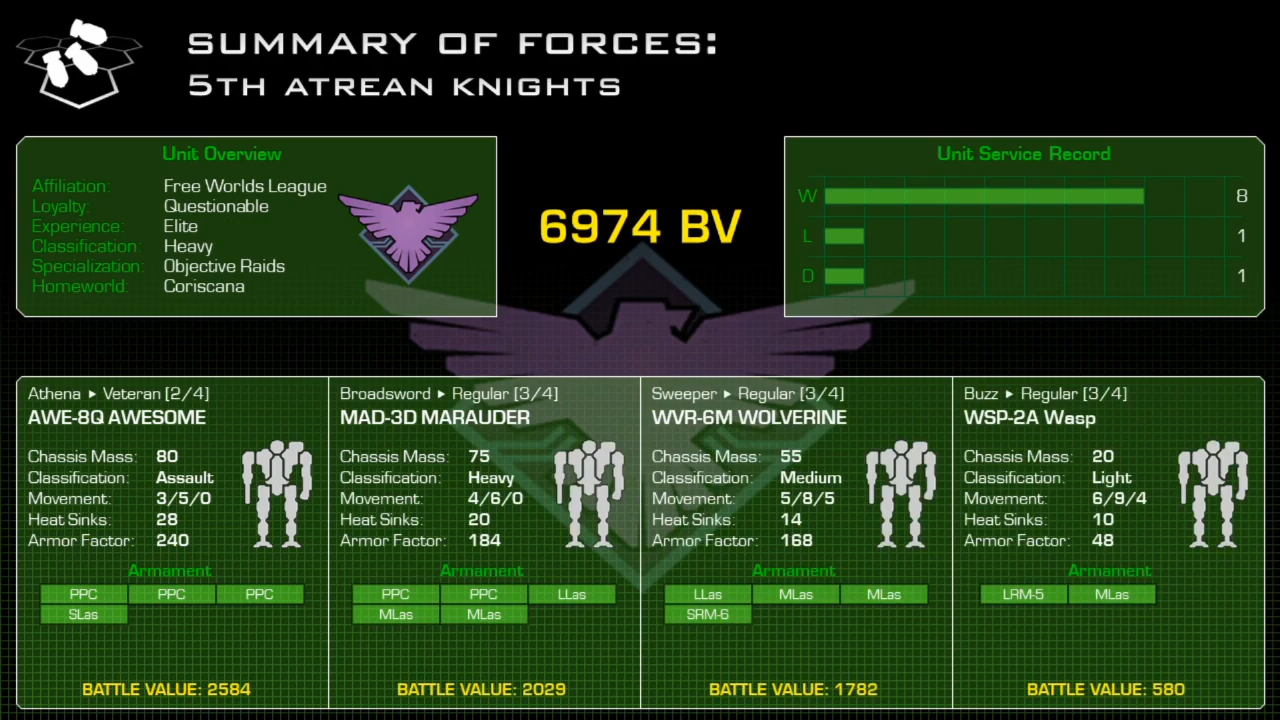 SUMMARY OF FORCES:
5TH ATREAN KNIGHTS
Unit Overview
Affiliation: Free Worlds League
Loyalty: Questionable
Experience: Elite
Classification: Heavy
Specialization: Objective Raids
Homeworld: Coriscana
6974 BV
Unit Service Record
W 8
L 1
D 1
Athena ▸ Veteran [2/4]
AWE-8Q AWESOME
Chassis Mass: 80
Classification: Assault
Movement: 3/5/0
Heat Sinks: 28
Armor Factor: 240
Armament
PPC PPC PPC
SLas
BATTLE VALUE: 2584
Broadsword ▸ Regular [3/4]
MAD-3D MARAUDER
Chassis Mass: 75
Classification: Heavy
Movement: 4/6/0
Heat Sinks: 20
Armor Factor: 184
Armament
PPC PPC LLas
MLas MLas
BATTLE VALUE: 2029
Sweeper ▸ Regular [3/4]
WVR-6M WOLVERINE
Chassis Mass: 55
Classification: Medium
Movement: 5/8/5
Heat Sinks: 14
Armor Factor: 168
Armament
LLas MLas MLas
SRM-6
BATTLE VALUE: 1782
Buzz ▸ Regular [3/4]
WSP-2A Wasp
Chassis Mass: 20
Classification: Light
Movement: 6/9/4
Heat Sinks: 10
Armor Factor: 48
Armament
LRM-5 MLas
BATTLE VALUE: 580